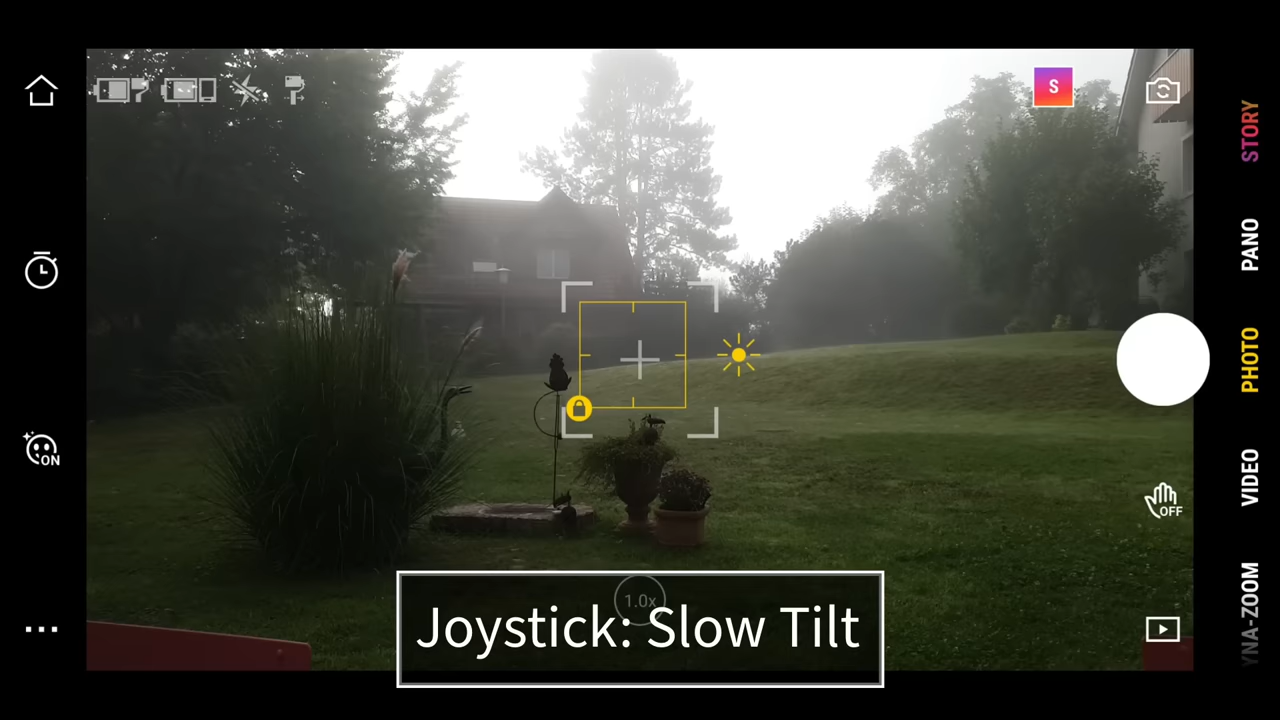 S
STORY
PANO
PHOTO
VIDEO
YNA-ZOOM
ON
OFF
1.0x
Joystick: Slow Tilt